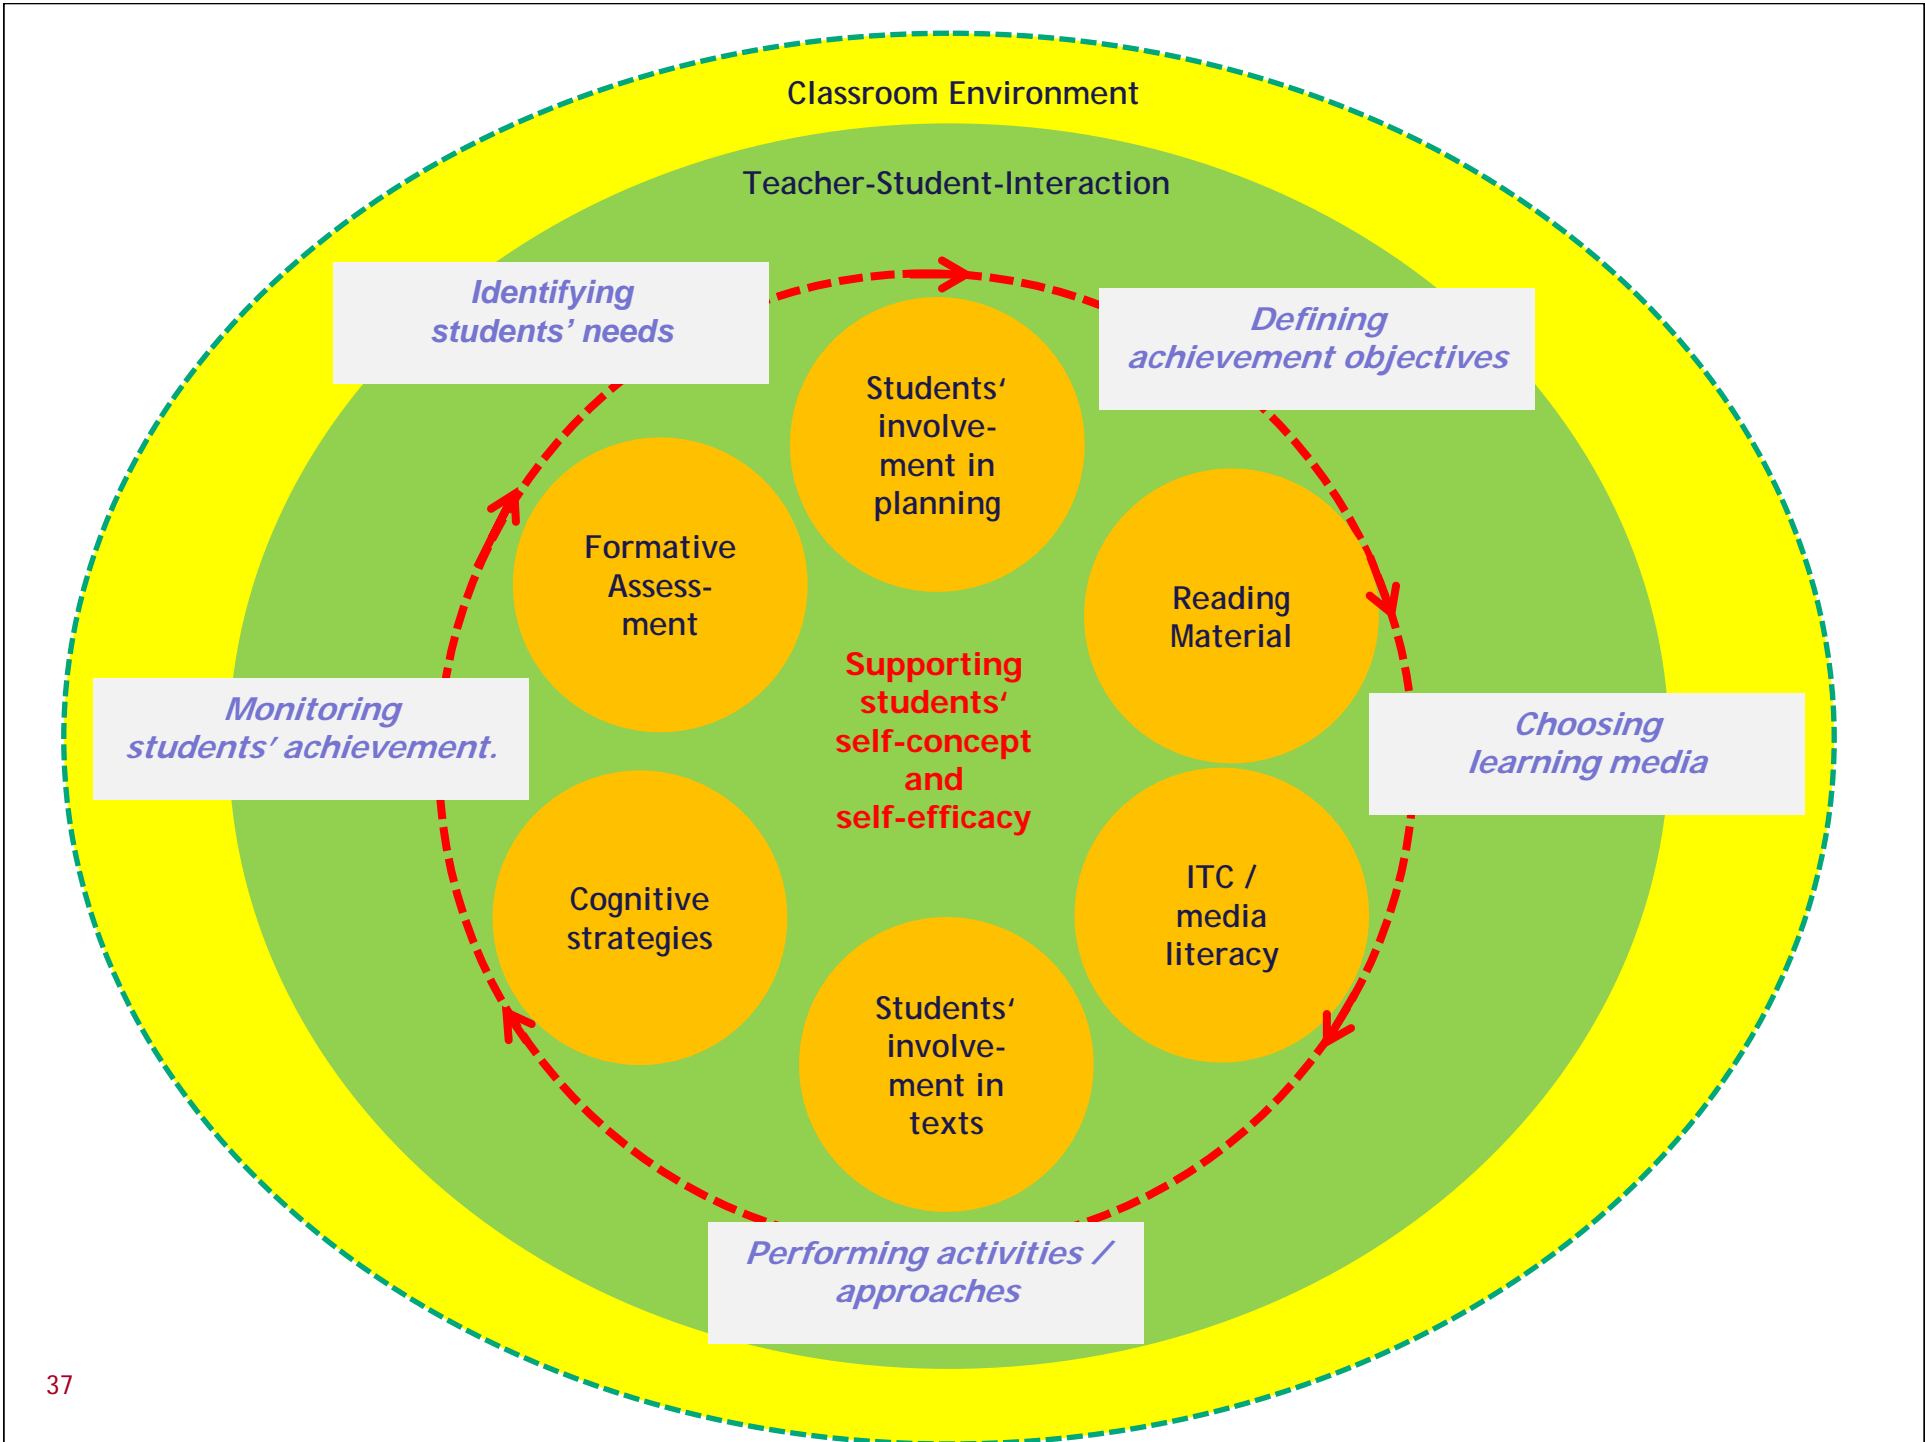 Classroom Environment
Teacher-Student-Interaction
Identifying
students’ needs
Defining
achievement objectives
Students‘
involve-
ment in
planning
Formative
Assess-
ment
Reading
Material
Supporting
students‘
self-concept
and
self-efficacy
Monitoring
students’ achievement.
Choosing
learning media
Cognitive
strategies
ITC /
media
literacy
Students‘
involve-
ment in
texts
Performing activities /
approaches
37